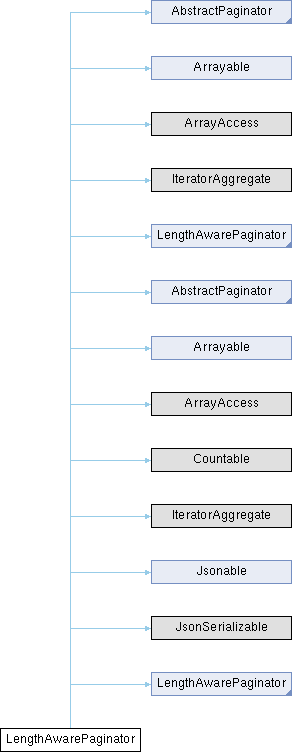 AbstractPaginator
Arrayable
ArrayAccess
IteratorAggregate
LengthAwarePaginator
AbstractPaginator
Arrayable
ArrayAccess
Countable
IteratorAggregate
Jsonable
JsonSerializable
LengthAwarePaginator
LengthAwarePaginator